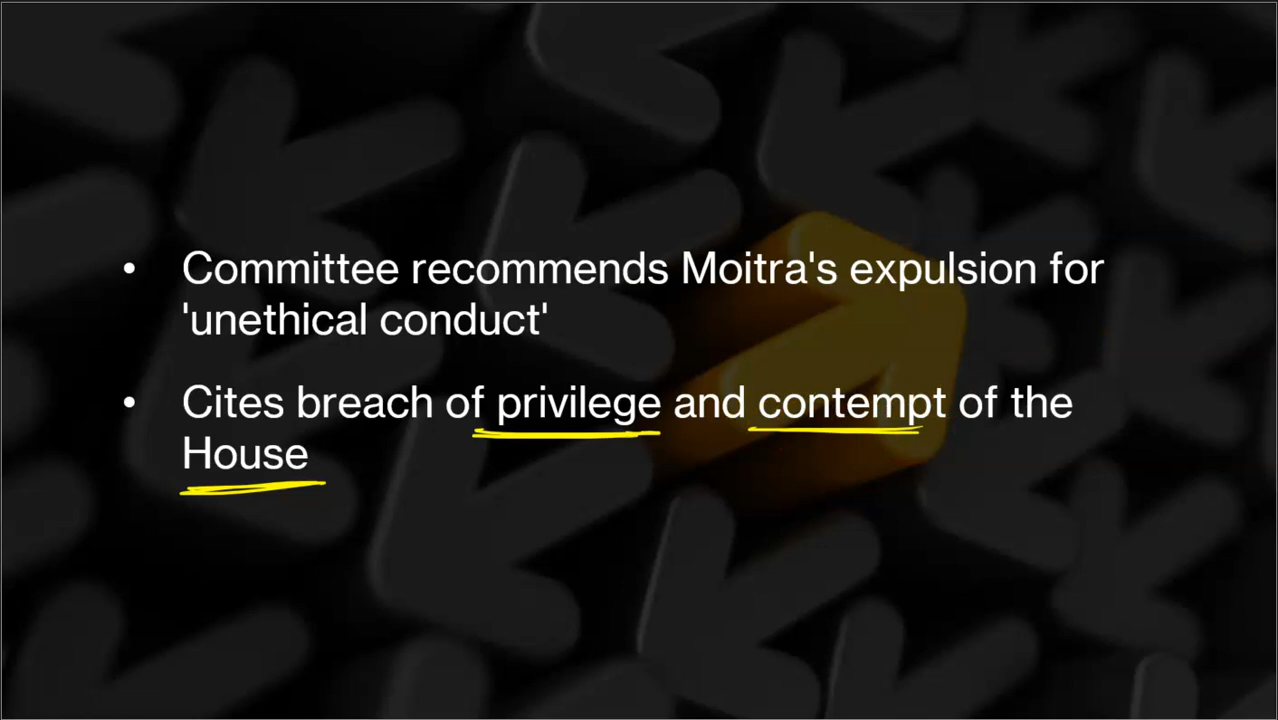 • Committee recommends Moitra's expulsion for
'unethical conduct'
• Cites breach of privilege and contempt of the
House